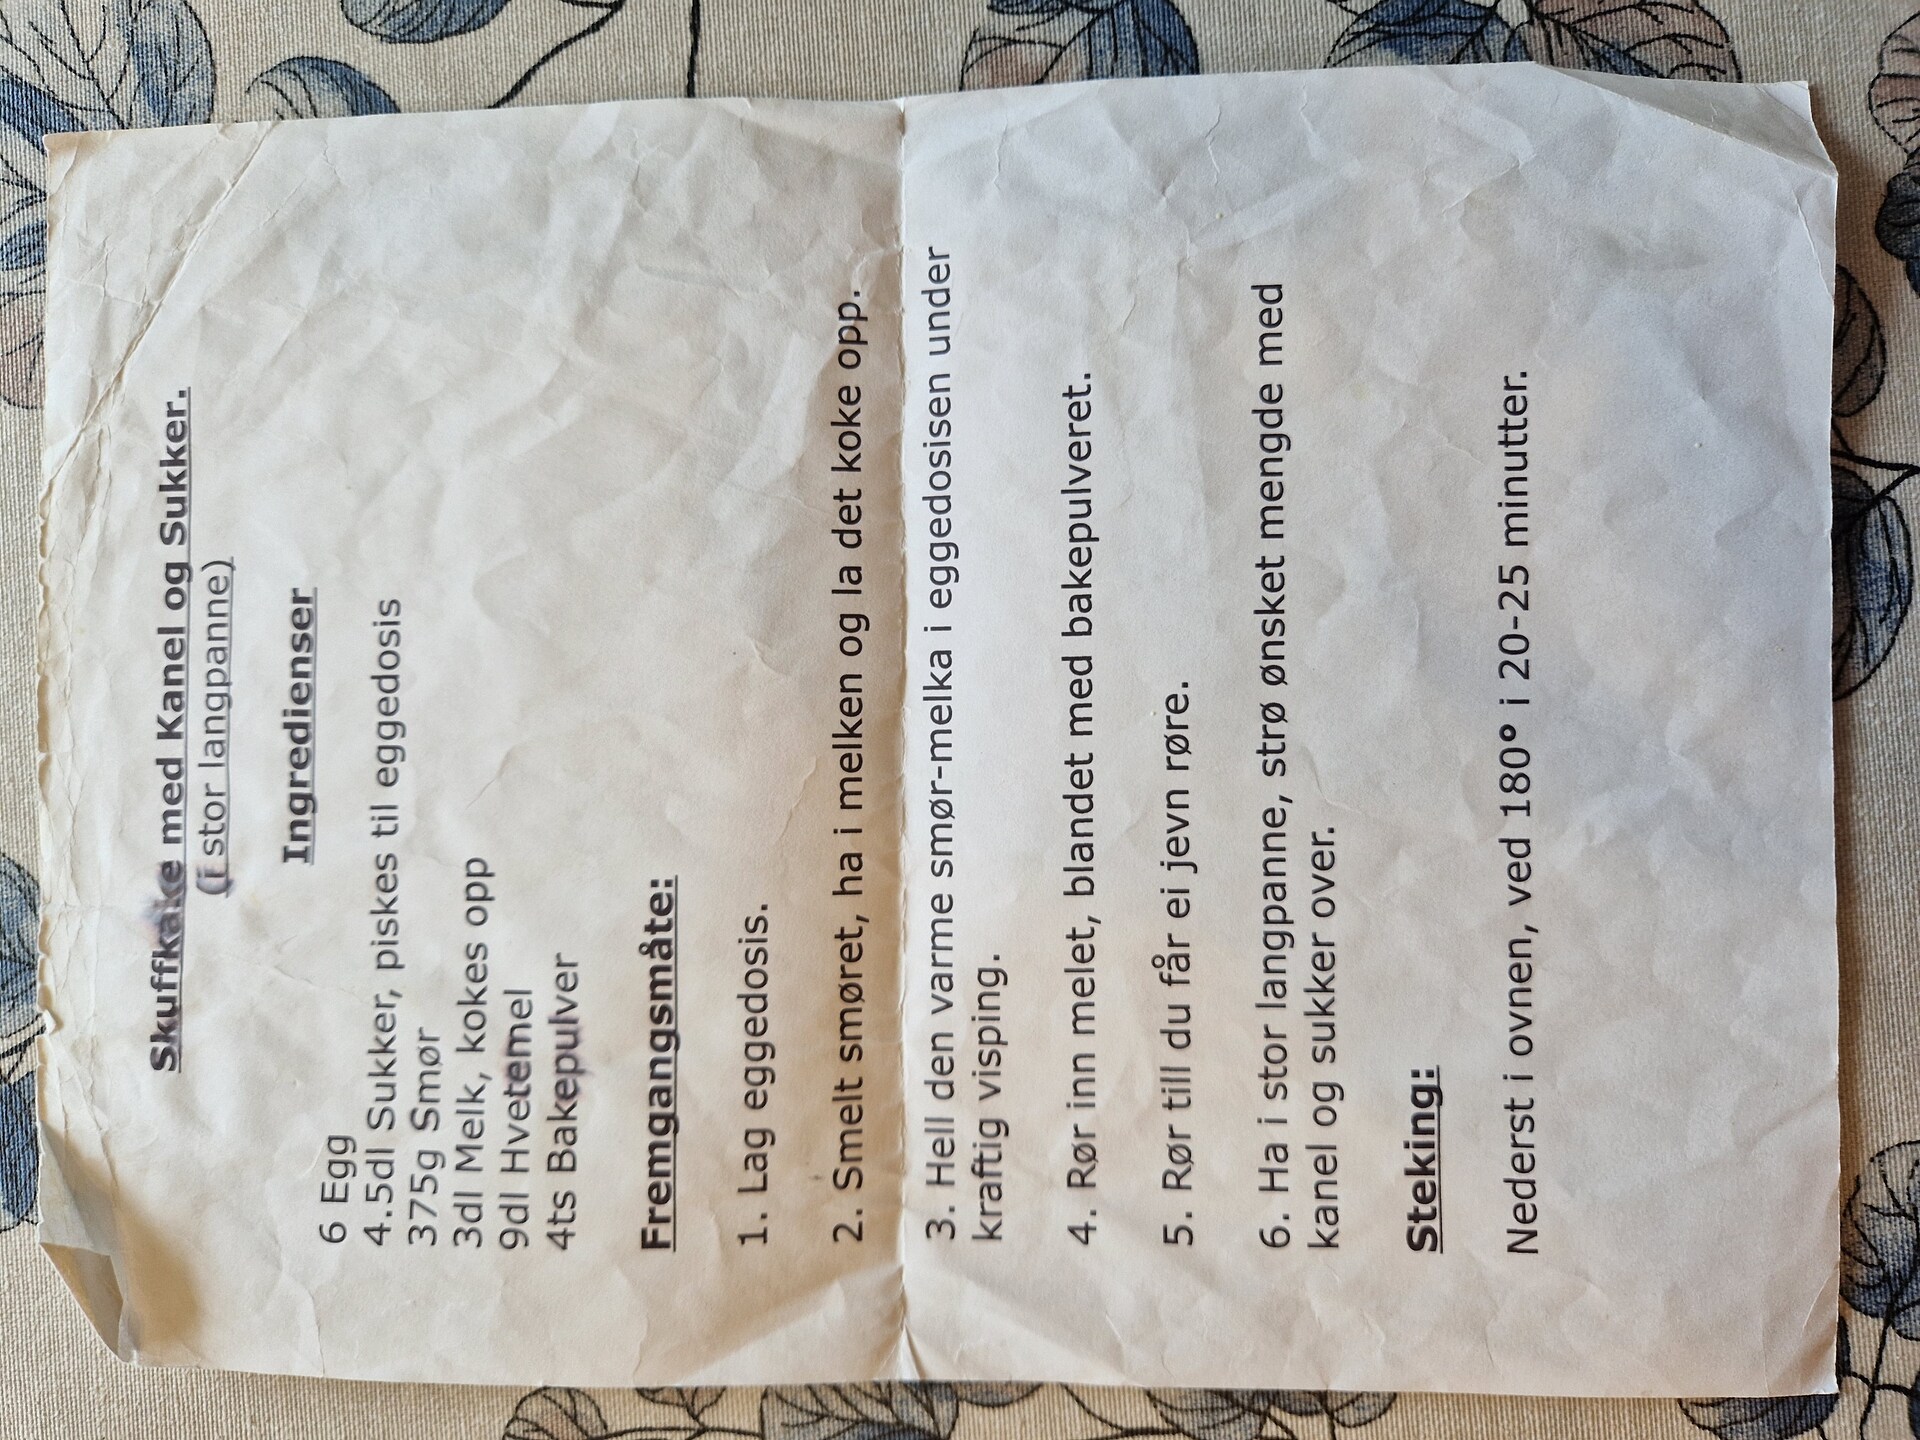 Skuffkake med Kanel og Sukker.
(i stor langpanne)
Ingredienser
6 Egg
4.5dl Sukker, piskes til eggedosis
375g Smør
3dl Melk, kokes opp
9dl Hvetemel
4ts Bakepulver
Fremgangsmåte:
1. Lag eggedosis.
2. Smelt smøret, ha i melken og la det koke opp.
3. Hell den varme smør-melka i eggedosisen under
kraftig visping.
4. Rør inn melet, blandet med bakepulveret.
5. Rør till du får ei jevn røre.
6. Ha i stor langpanne, strø ønsket mengde med
kanel og sukker over.
Steking:
Nederst i ovnen, ved 180° i 20-25 minutter.